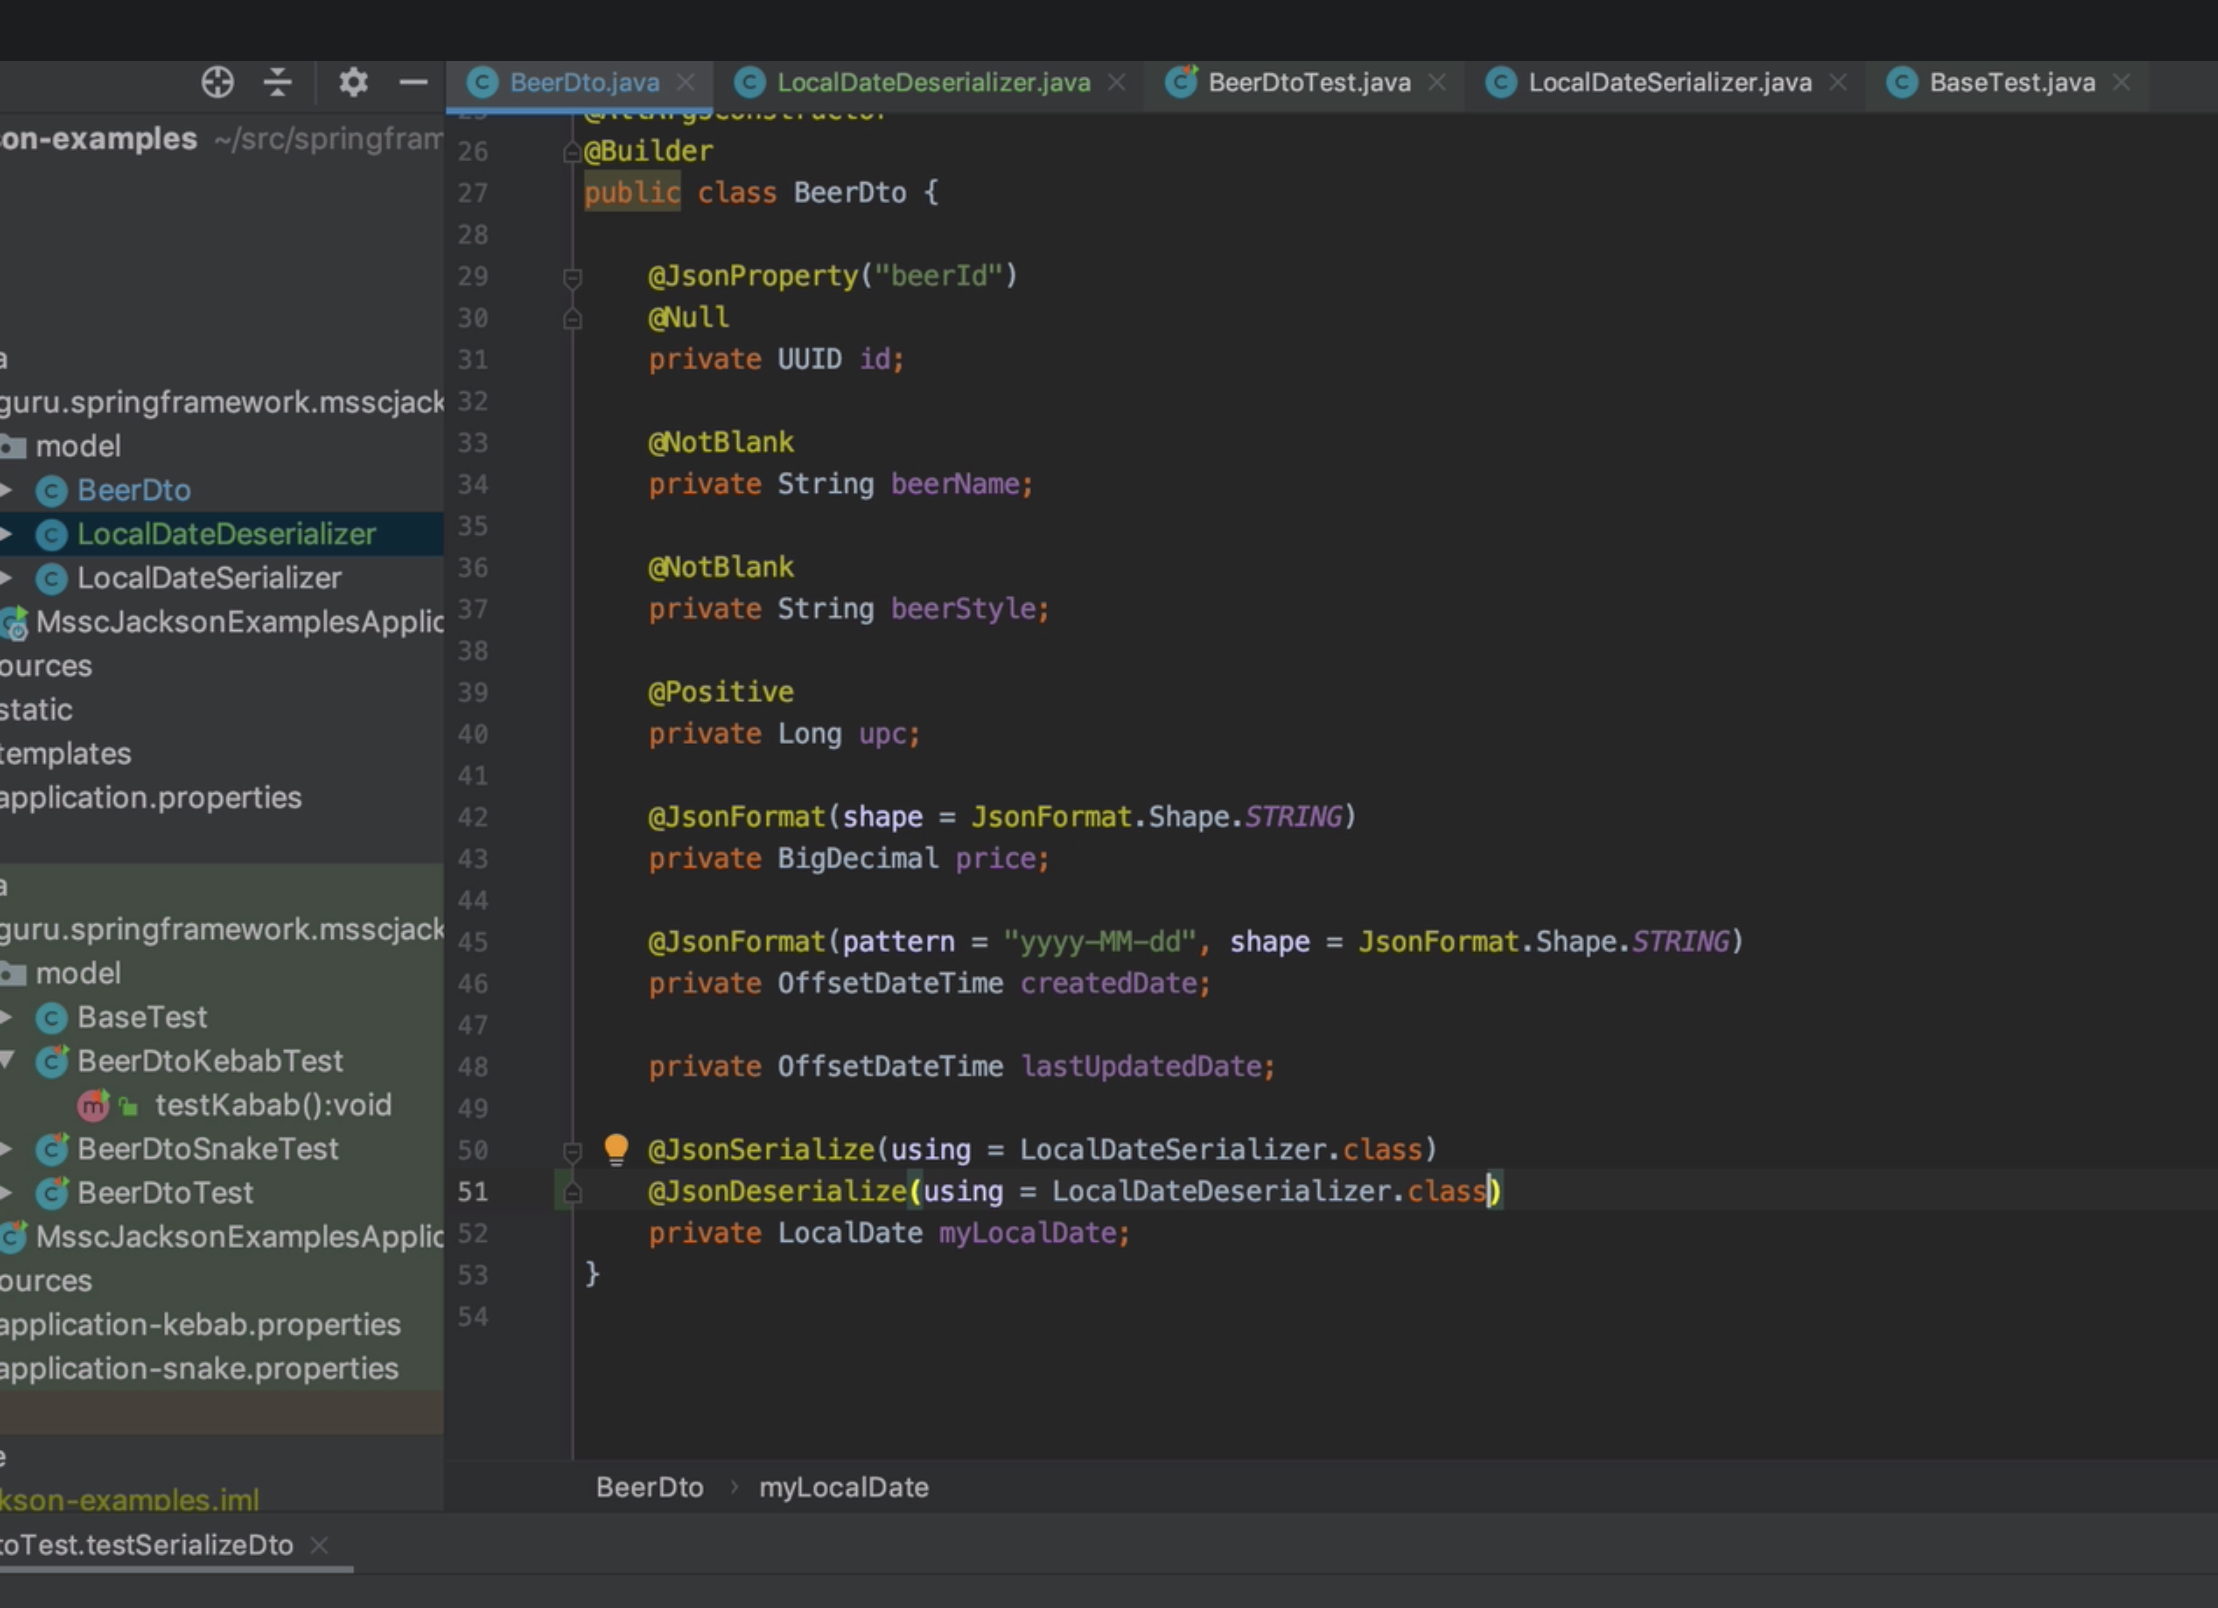 BeerDto.java
LocalDateDeserializer.java
BeerDtoTest.java
LocalDateSerializer.java
BaseTest.java
on-examples ~/src/springfram
a
guru.springframework.msscjack
model
BeerDto
LocalDateDeserializer
LocalDateSerializer
MsscJacksonExamplesApplic
ources
static
templates
application.properties
a
guru.springframework.msscjack
model
BaseTest
BeerDtoKebabTest
testKabab():void
BeerDtoSnakeTest
BeerDtoTest
MsscJacksonExamplesApplic
ources
application-kebab.properties
application-snake.properties
e
kson-examples.iml
25 @AllArgsConstructor
26 @Builder
27 public class BeerDto {
28
29 @JsonProperty("beerId")
30 @Null
31 private UUID id;
32
33 @NotBlank
34 private String beerName;
35
36 @NotBlank
37 private String beerStyle;
38
39 @Positive
40 private Long upc;
41
42 @JsonFormat(shape = JsonFormat.Shape.STRING)
43 private BigDecimal price;
44
45 @JsonFormat(pattern = "yyyy-MM-dd", shape = JsonFormat.Shape.STRING)
46 private OffsetDateTime createdDate;
47
48 private OffsetDateTime lastUpdatedDate;
49
50 @JsonSerialize(using = LocalDateSerializer.class)
51 @JsonDeserialize(using = LocalDateDeserializer.class)
52 private LocalDate myLocalDate;
53 }
54
BeerDto › myLocalDate
toTest.testSerializeDto